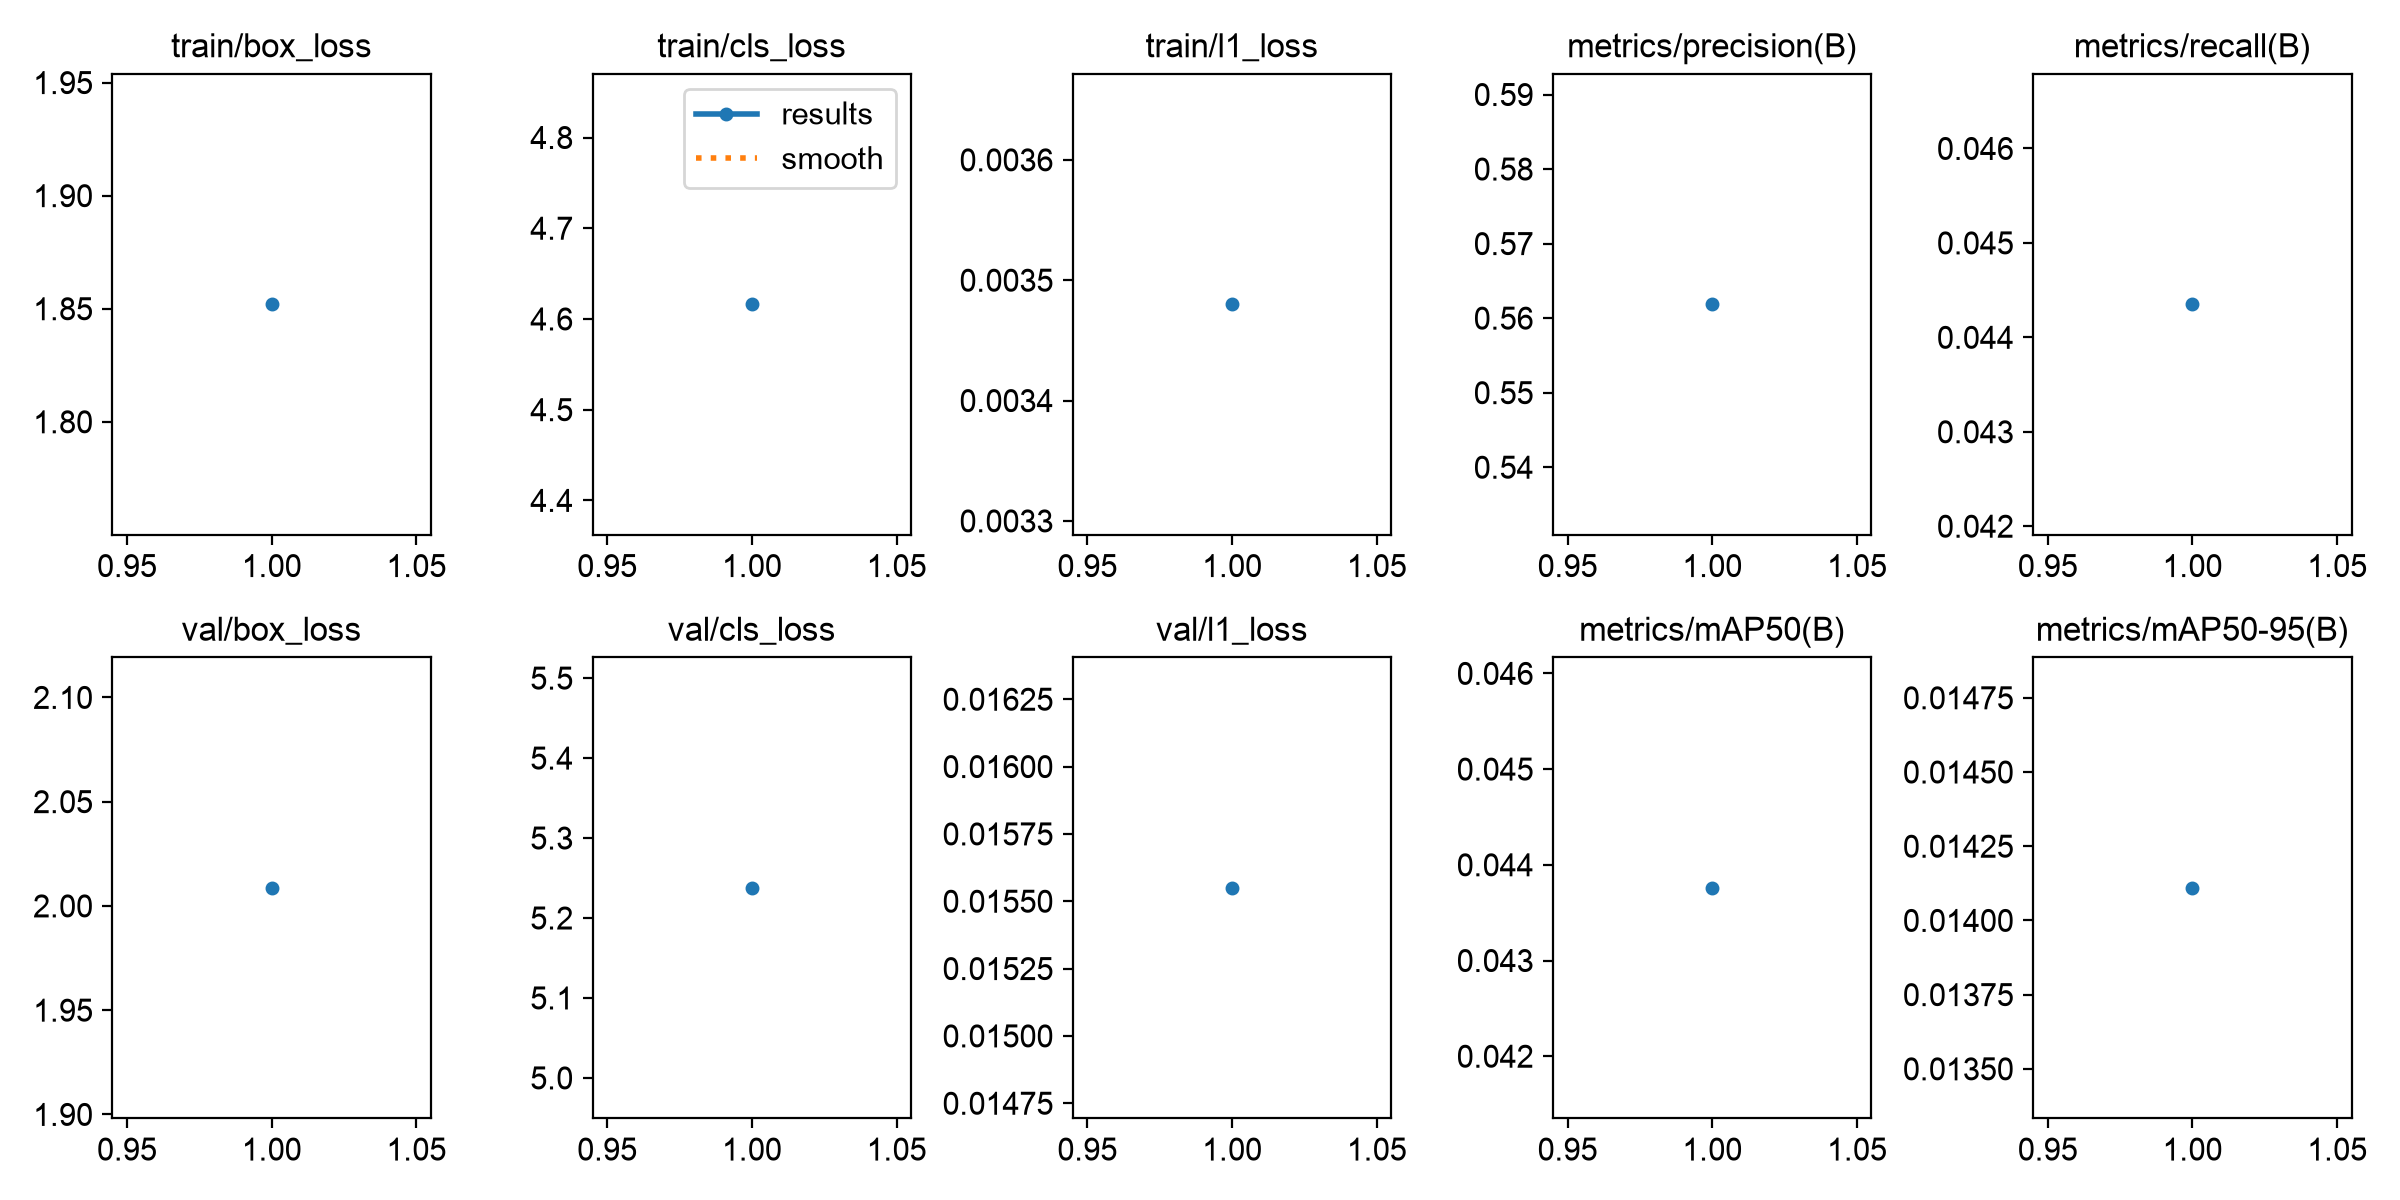 train/box_loss
1.95
1.90
1.85
1.80
0.95 1.00 1.05
train/cls_loss
results
smooth
4.8
4.7
4.6
4.5
4.4
0.95 1.00 1.05
train/l1_loss
0.0036
0.0035
0.0034
0.0033
0.95 1.00 1.05
metrics/precision(B)
0.59
0.58
0.57
0.56
0.55
0.54
0.95 1.00 1.05
metrics/recall(B)
0.046
0.045
0.044
0.043
0.042
0.95 1.00 1.05
val/box_loss
2.10
2.05
2.00
1.95
1.90
0.95 1.00 1.05
val/cls_loss
5.5
5.4
5.3
5.2
5.1
5.0
0.95 1.00 1.05
val/l1_loss
0.01625
0.01600
0.01575
0.01550
0.01525
0.01500
0.01475
0.95 1.00 1.05
metrics/mAP50(B)
0.046
0.045
0.044
0.043
0.042
0.95 1.00 1.05
metrics/mAP50-95(B)
0.01475
0.01450
0.01425
0.01400
0.01375
0.01350
0.95 1.00 1.05